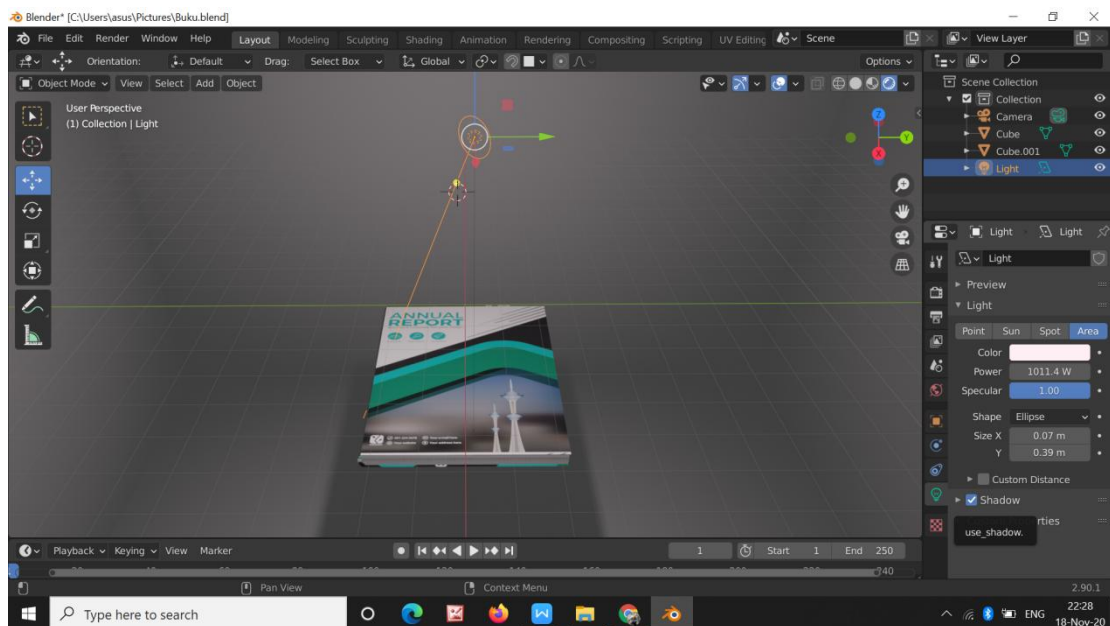 Blender* [C:\Users\asus\Pictures\Buku.blend]
File Edit Render Window Help Layout Modeling Sculpting Shading Animation Rendering Compositing Scripting UV Editing Scene View Layer
Orientation: Default Drag: Select Box Global Options
Object Mode View Select Add Object
User Perspective
(1) Collection | Light
Z
Y
X
ANNUAL
REPORT
Scene Collection
Collection
Camera
Cube
Cube.001
Light
Light Light
Light
Preview
Light
Point Sun Spot Area
Color
Power 1011.4 W
Specular 1.00
Shape Ellipse
Size X 0.07 m
Y 0.39 m
Custom Distance
Shadow
rties
use_shadow.
Playback Keying View Marker 1 Start 1 End 250
240
Pan View Context Menu 2.90.1
Type here to search ENG 22:28
18-Nov-20